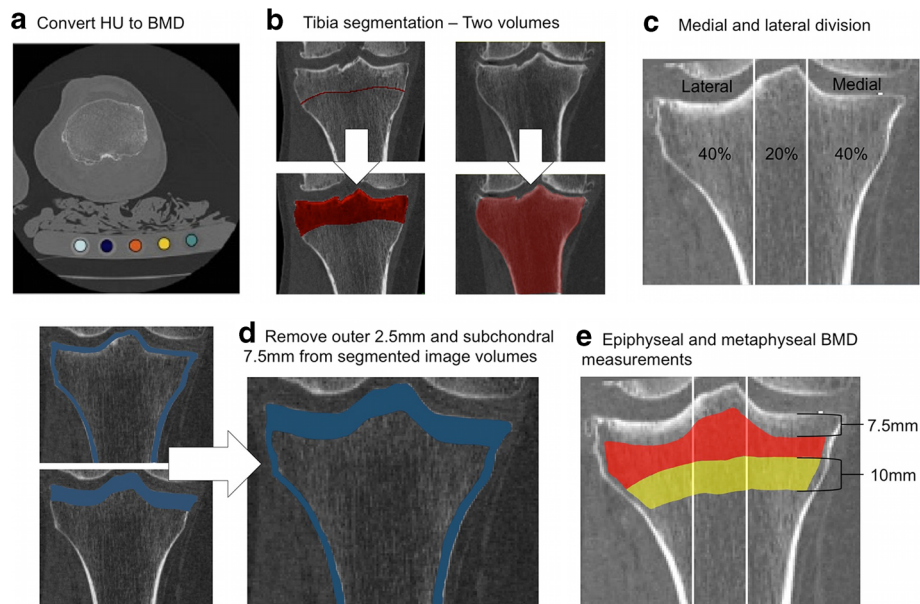 a Convert HU to BMD
b Tibia segmentation – Two volumes
c Medial and lateral division
Lateral
Medial
40%
20%
40%
d Remove outer 2.5mm and subchondral
7.5mm from segmented image volumes
e Epiphyseal and metaphyseal BMD
measurements
7.5mm
10mm